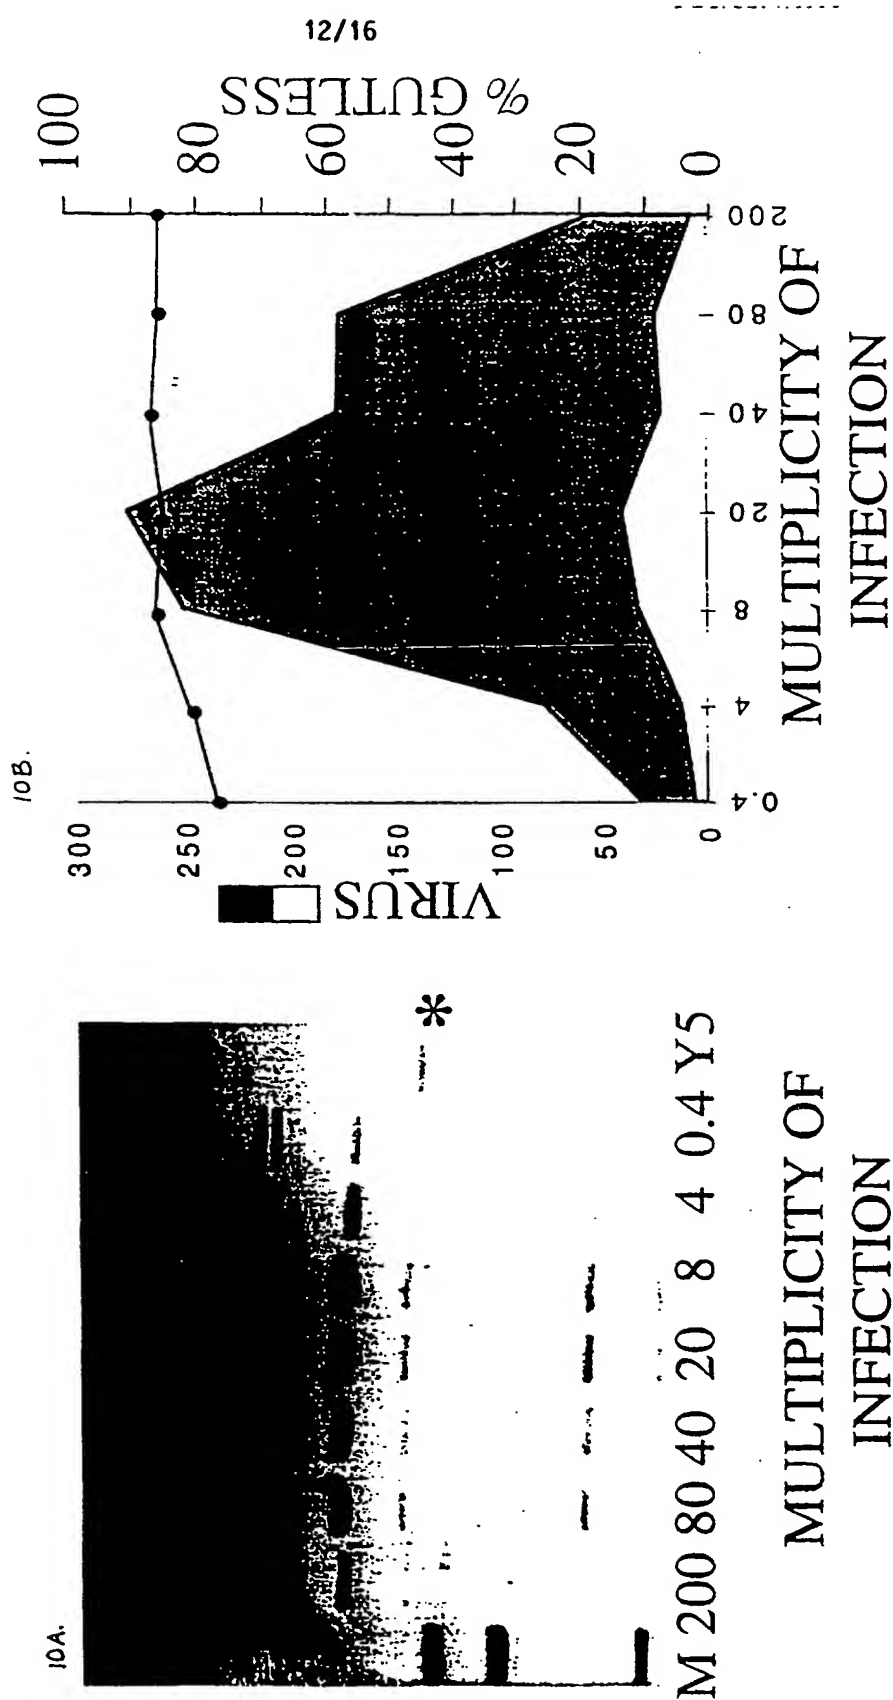 12/16
10A.
*
M 200 80 40 20 8 4 0.4 Y5
MULTIPLICITY OF
INFECTION
10B.
VIRUS
300
250
200
150
100
50
0
% GUTLESS
100
80
60
40
20
0
0.4 4 8 20 40 80 200
MULTIPLICITY OF
INFECTION